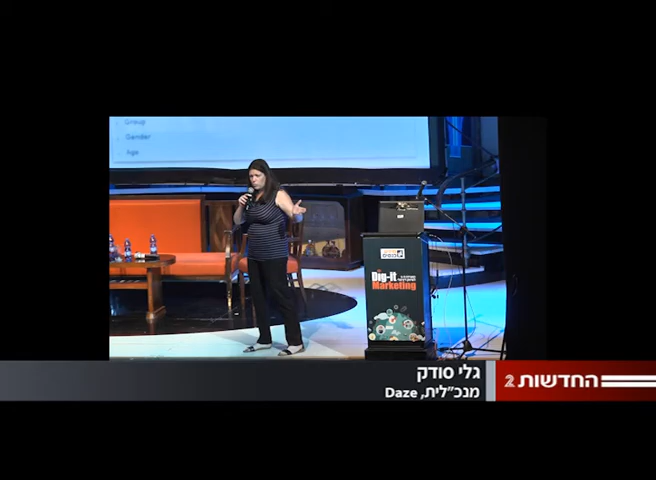 Group
Gender
Age
Dig-It
Marketing
גלי סודק
מנכ"לית, Daze
החדשות 2